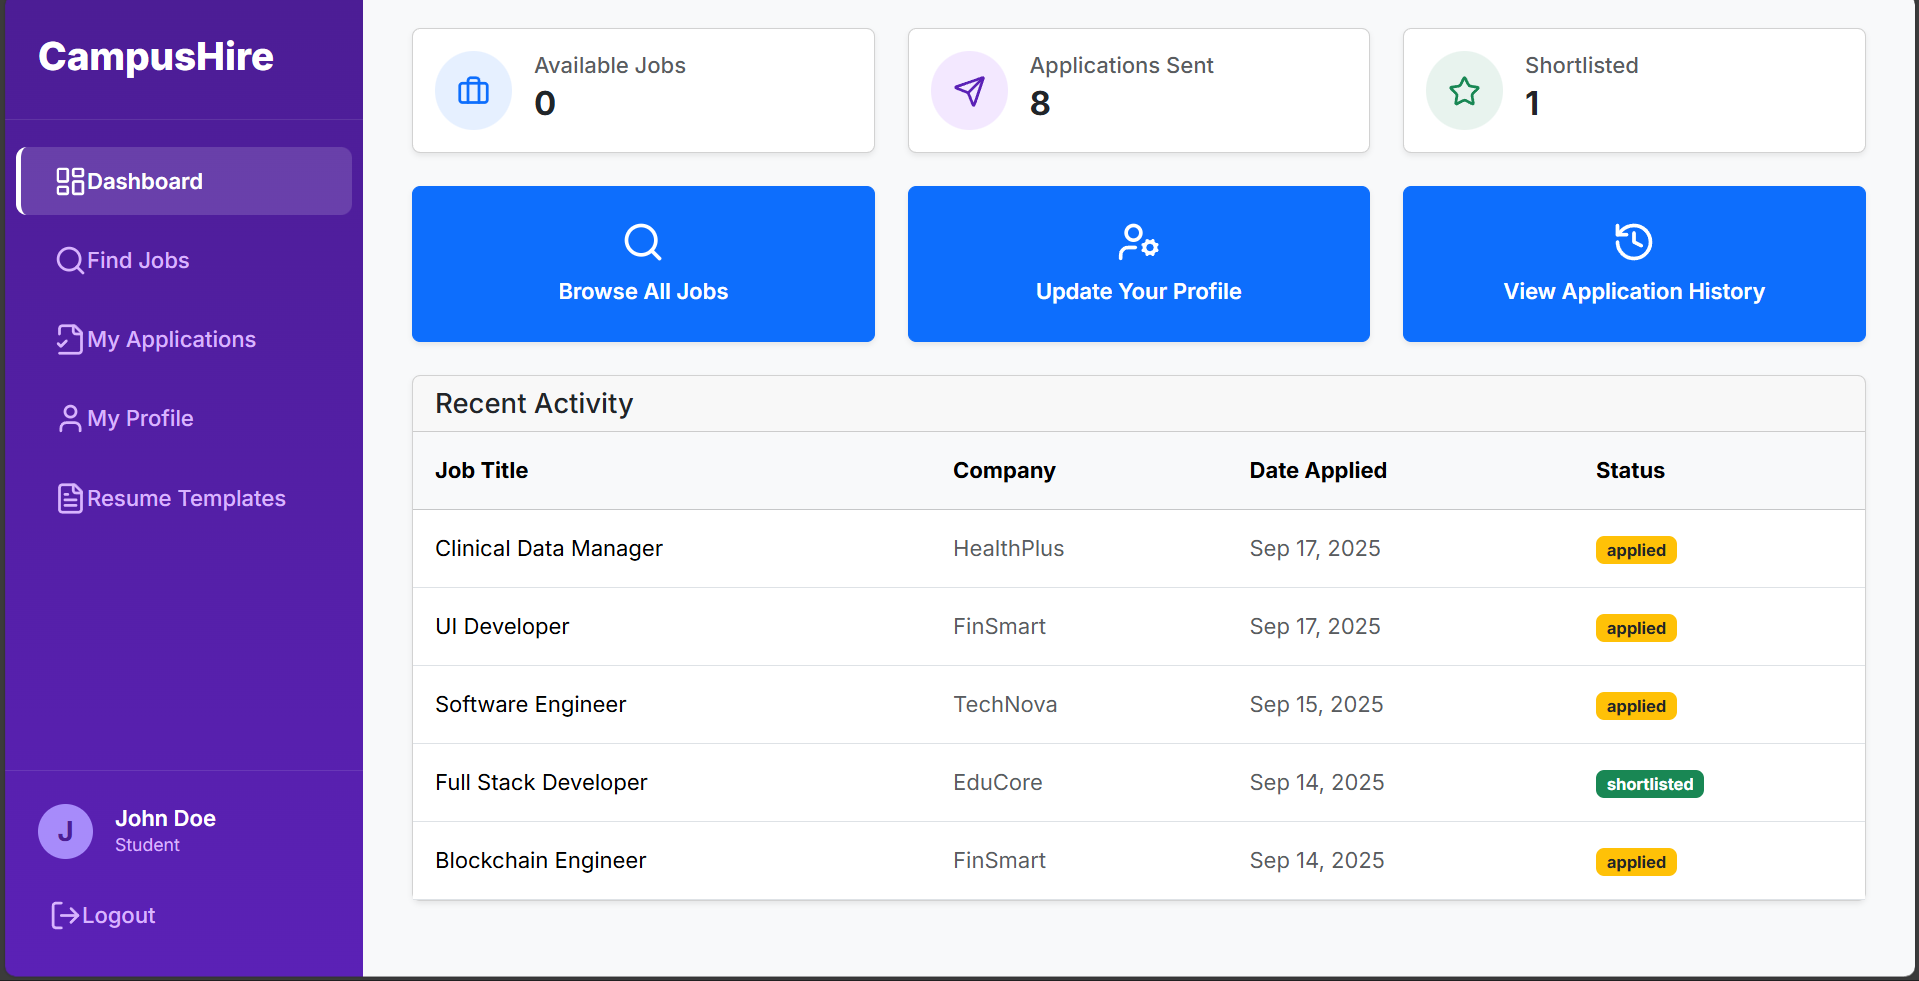 CampusHire
Dashboard
Find Jobs
My Applications
My Profile
Resume Templates
J
John Doe
Student
Logout
Available Jobs
0
Applications Sent
8
Shortlisted
1
Browse All Jobs
Update Your Profile
View Application History
Recent Activity
Job Title Company Date Applied Status
Clinical Data Manager HealthPlus Sep 17, 2025 applied
UI Developer FinSmart Sep 17, 2025 applied
Software Engineer TechNova Sep 15, 2025 applied
Full Stack Developer EduCore Sep 14, 2025 shortlisted
Blockchain Engineer FinSmart Sep 14, 2025 applied